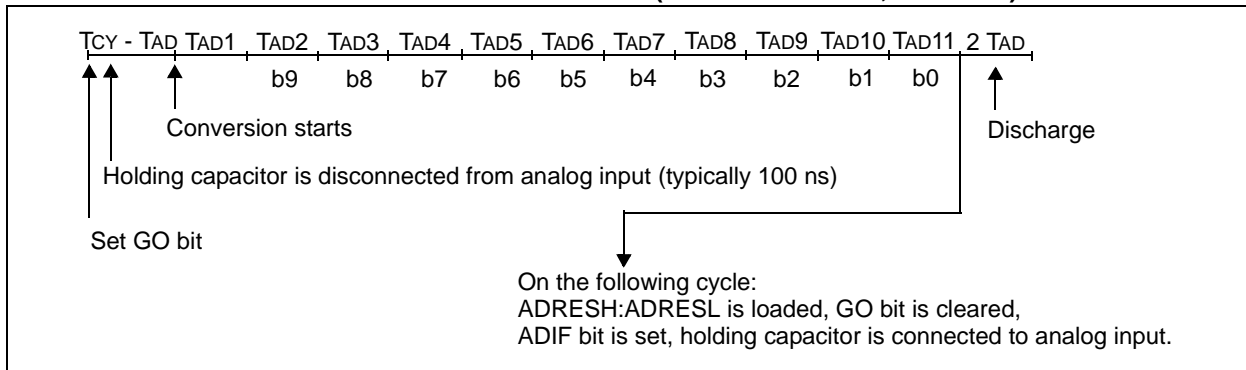 TCY - TAD TAD1 TAD2 TAD3 TAD4 TAD5 TAD6 TAD7 TAD8 TAD9 TAD10 TAD11 2 TAD
b9 b8 b7 b6 b5 b4 b3 b2 b1 b0
Conversion starts
Discharge
Holding capacitor is disconnected from analog input (typically 100 ns)
Set GO bit
On the following cycle:
ADRESH:ADRESL is loaded, GO bit is cleared,
ADIF bit is set, holding capacitor is connected to analog input.